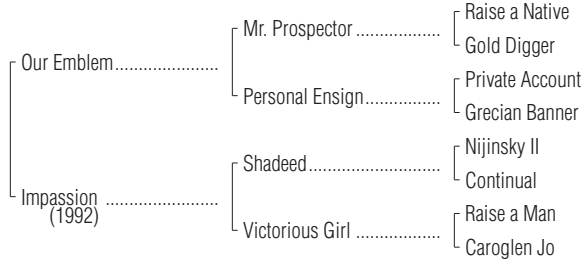 Raise a Native
Mr. Prospector ..................
Gold Digger
Our Emblem......................
Private Account
Personal Ensign................
Grecian Banner
Nijinsky II
Shadeed............................
Continual
Impassion ........................
(1992)
Raise a Man
Victorious Girl ..................
Caroglen Jo